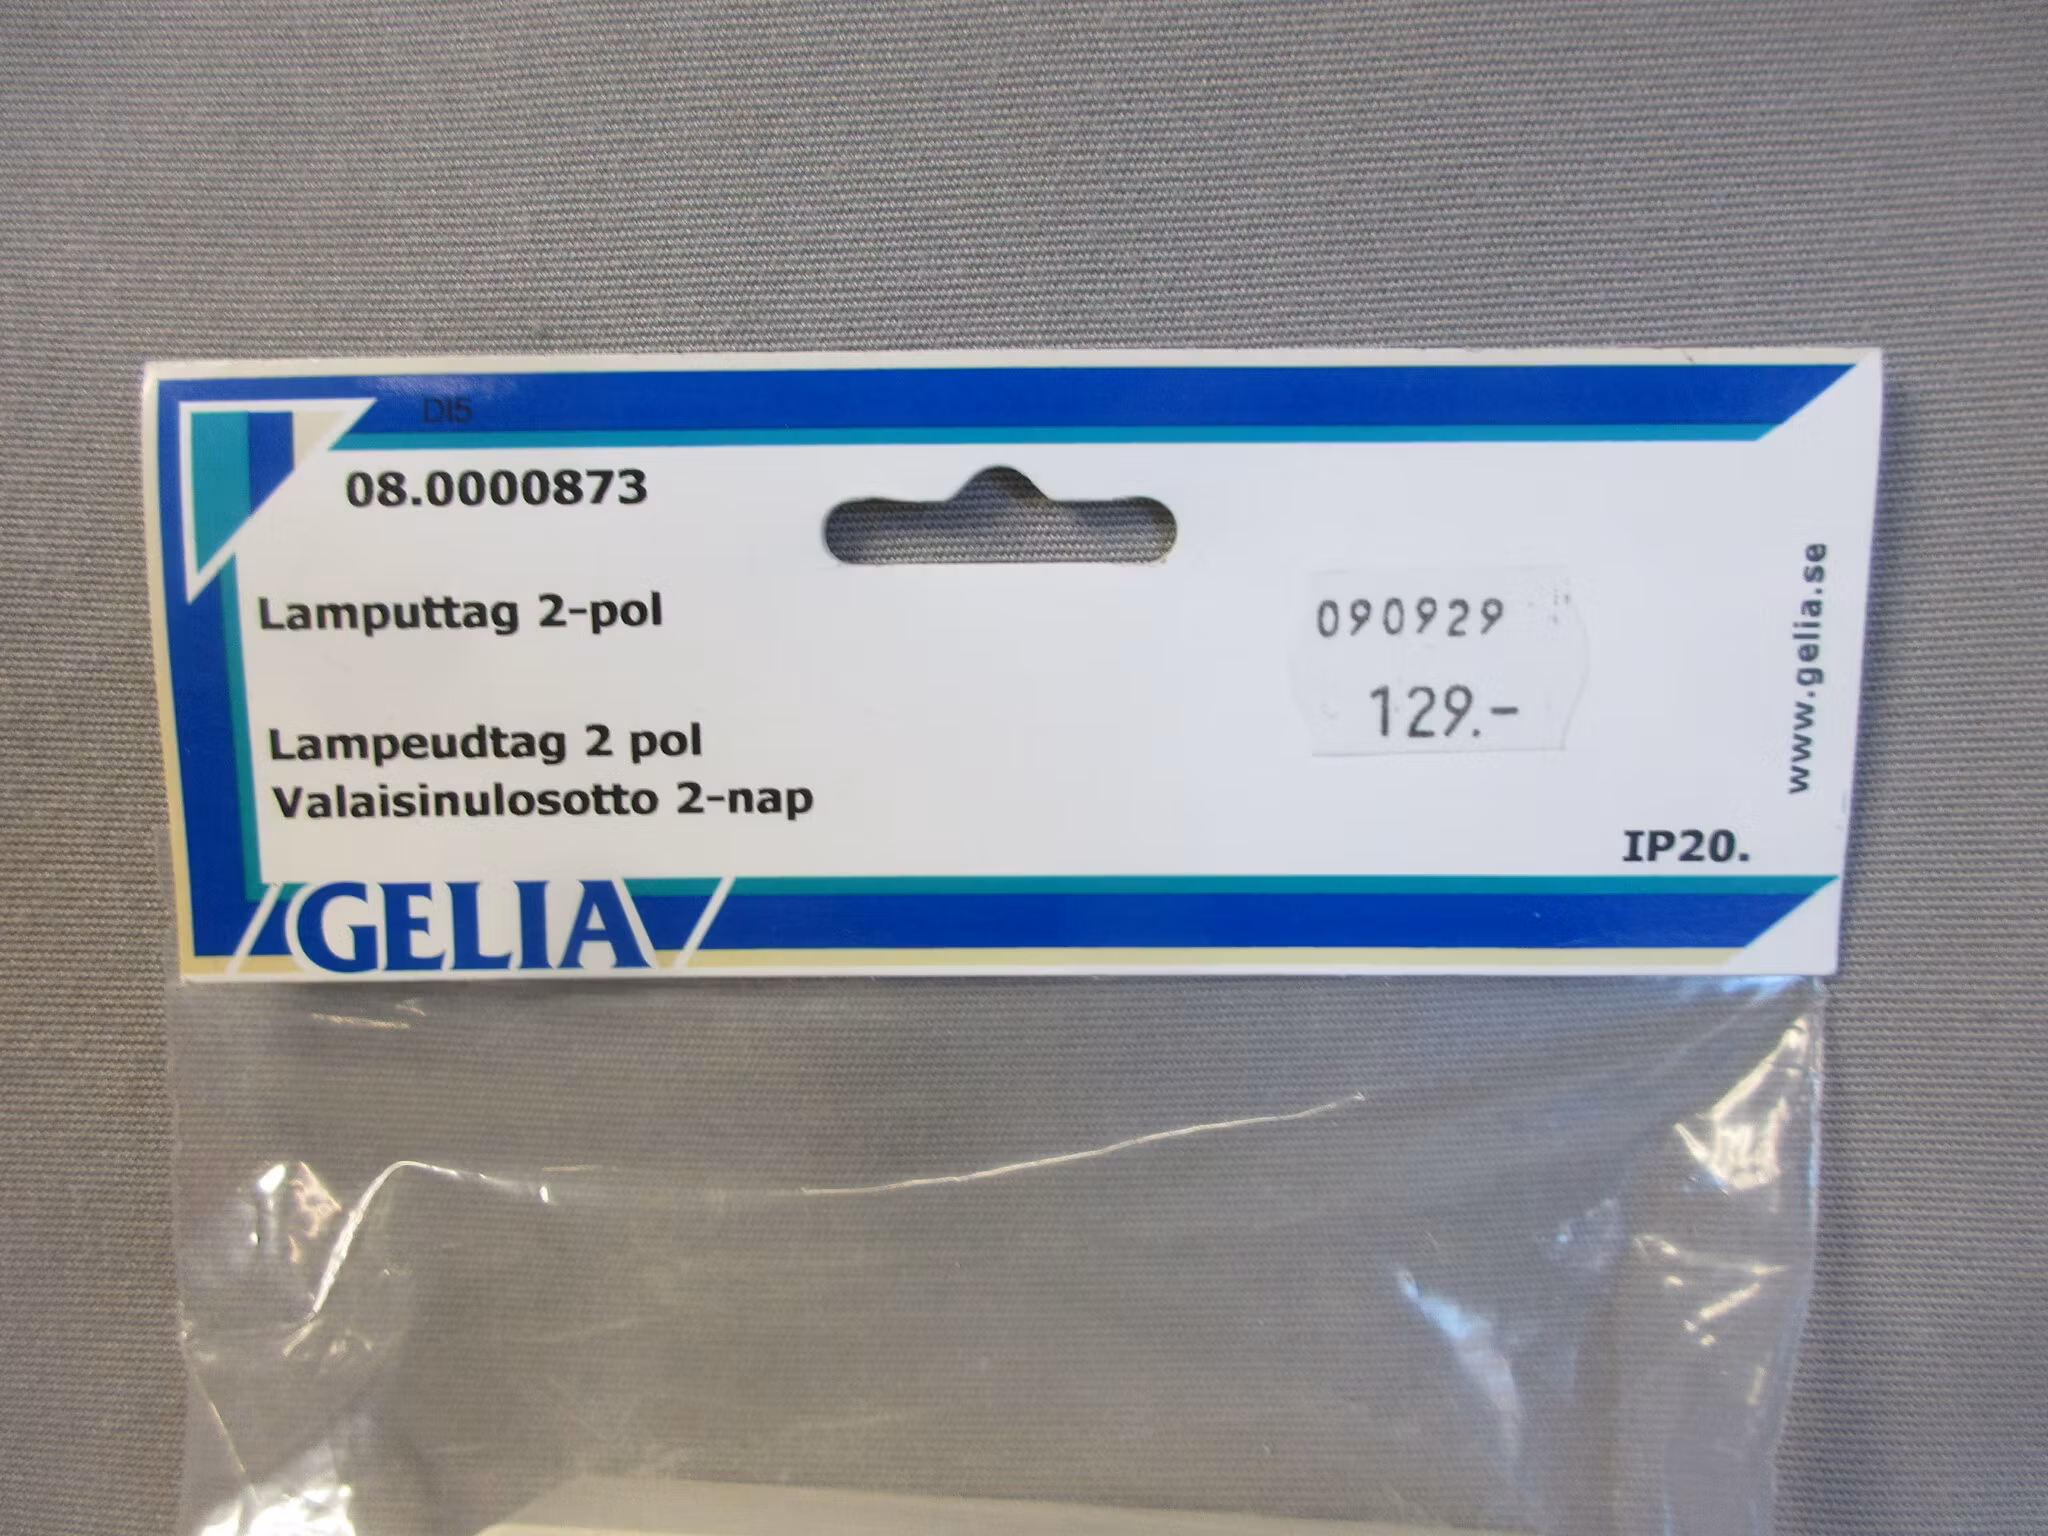 DI5
08.0000873
Lamputtag 2-pol
090929
129.-
Lampeudtag 2 pol
Valaisinulosotto 2-nap
www.gelia.se
IP20.
GELIA